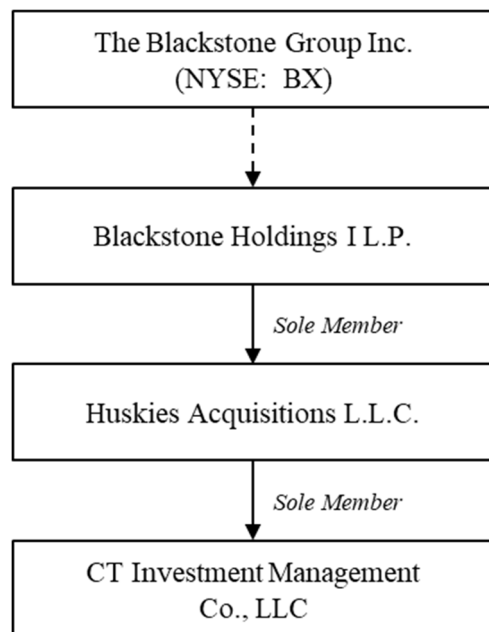 The Blackstone Group Inc.
(NYSE: BX)
Blackstone Holdings I L.P.
Sole Member
Huskies Acquisitions L.L.C.
Sole Member
CT Investment Management
Co., LLC